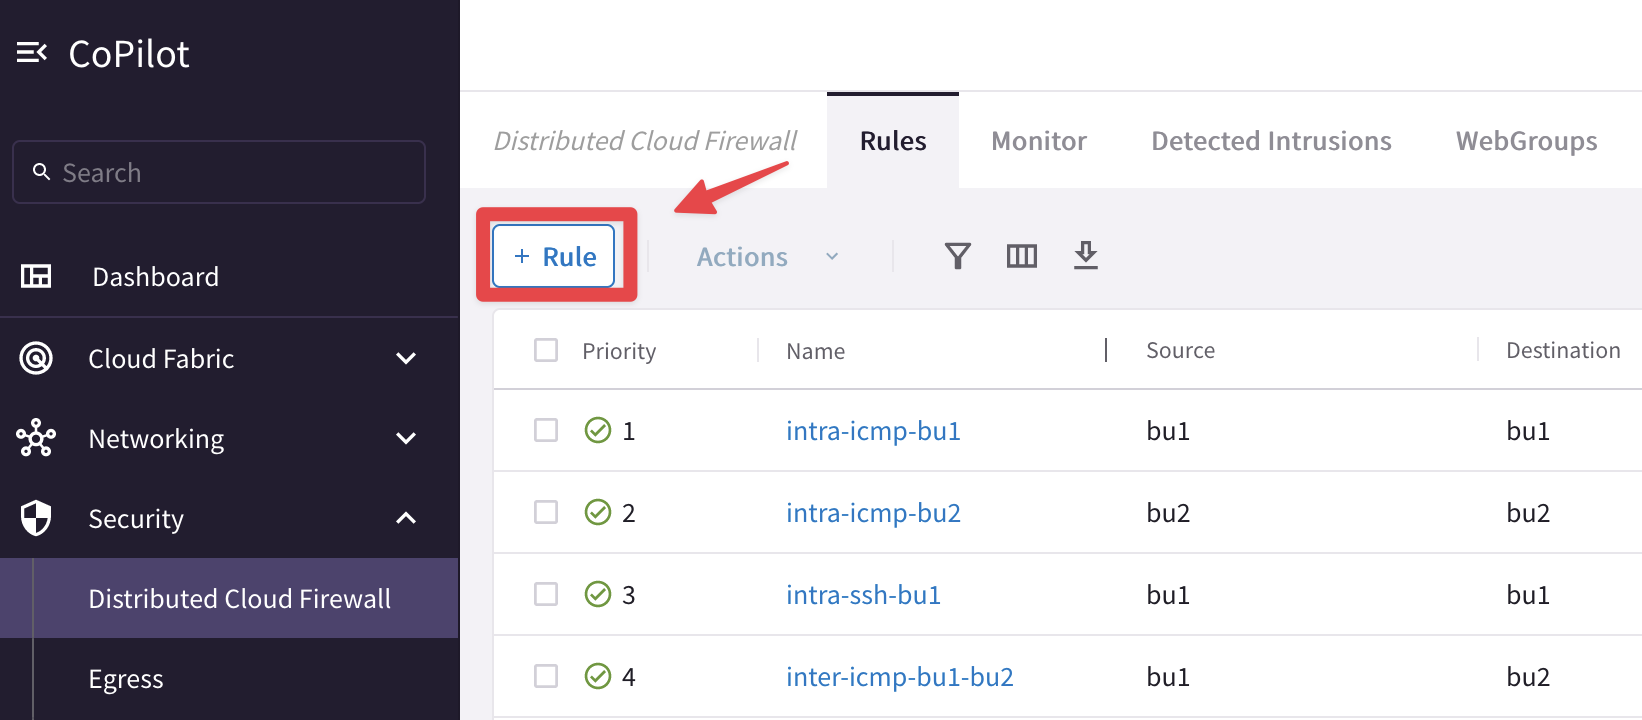 CoPilot
Search
Dashboard
Cloud Fabric
Networking
Security
Distributed Cloud Firewall
Egress
Distributed Cloud Firewall Rules Monitor Detected Intrusions WebGroups
+ Rule Actions
Priority Name Source Destination
1 intra-icmp-bu1 bu1 bu1
2 intra-icmp-bu2 bu2 bu2
3 intra-ssh-bu1 bu1 bu1
4 inter-icmp-bu1-bu2 bu1 bu2